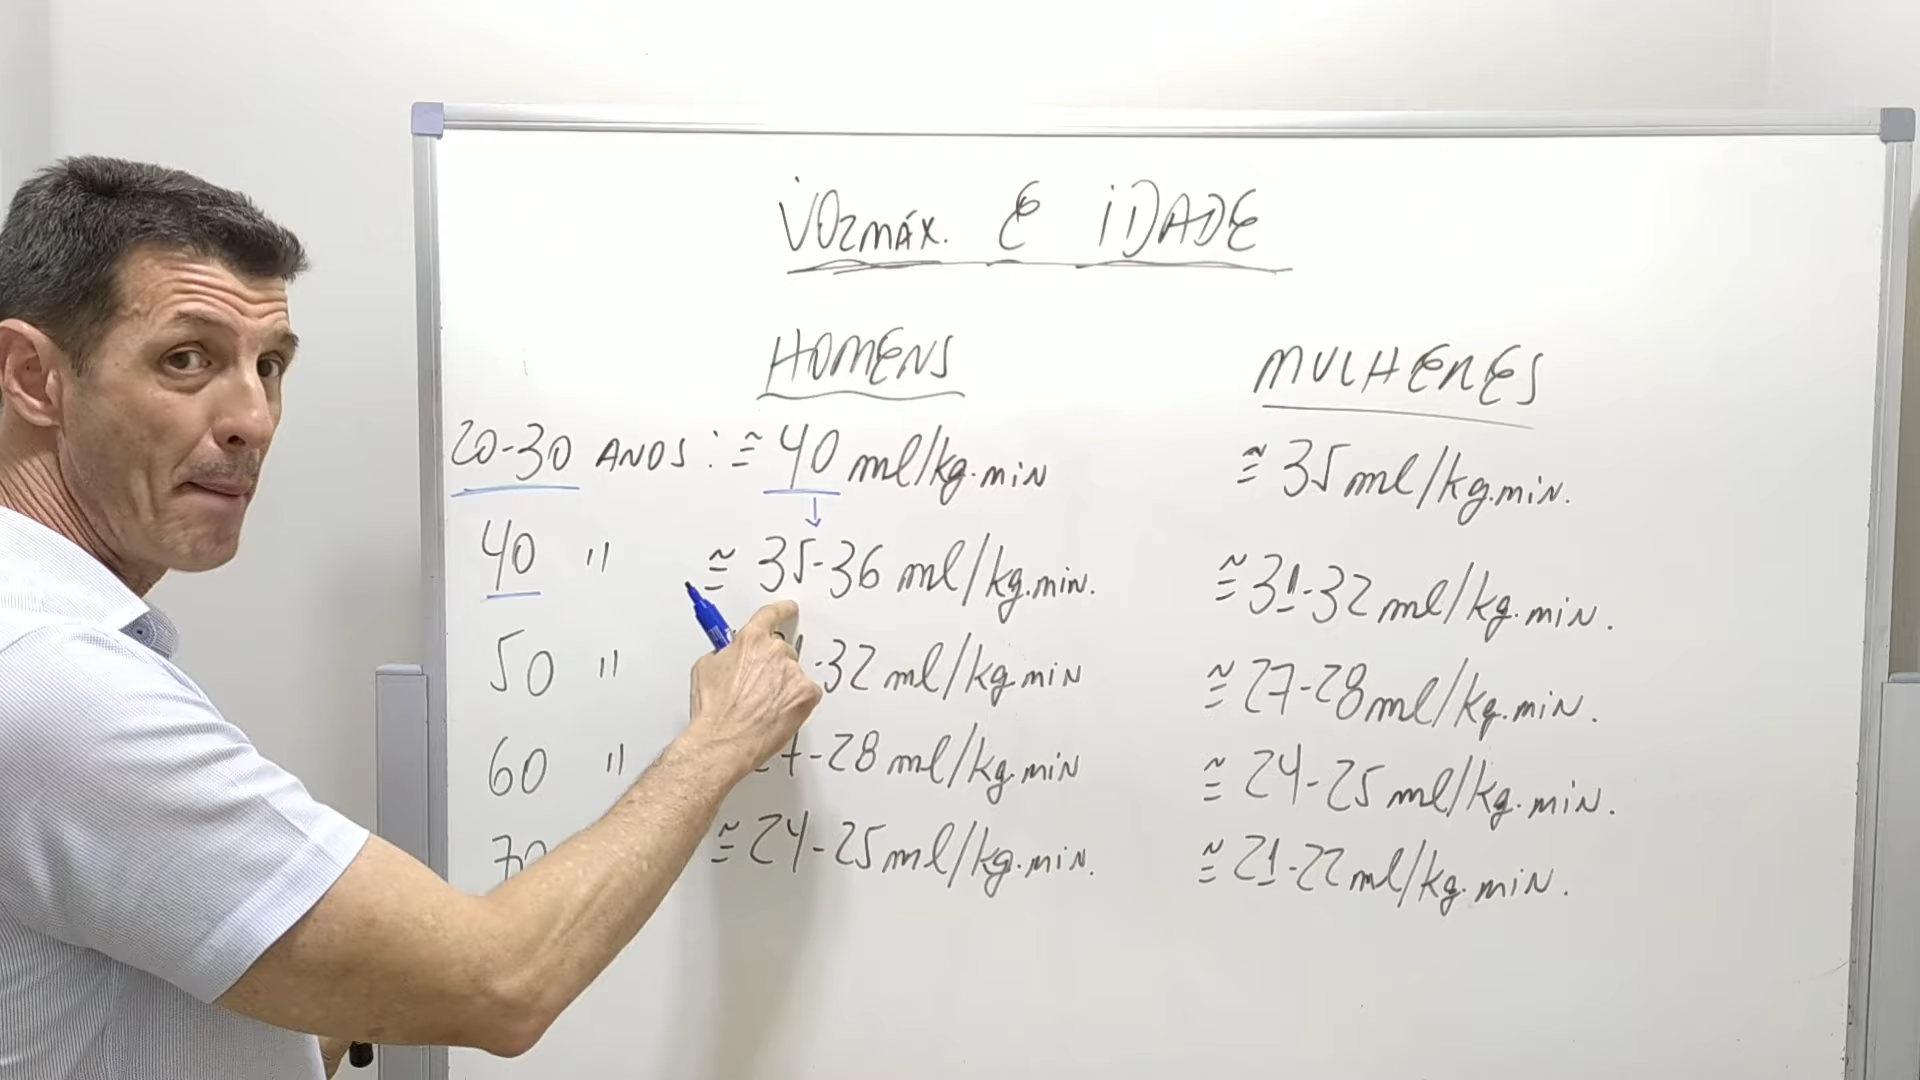 V̇O2MÁX. E IDADE
HOMENS MULHERES
20-30 ANOS: ≅ 40 ml/kg.min ≅ 35 ml/kg.min.
40 " ≅ 35-36 ml/kg.min. ≅ 31-32 ml/kg.min.
50 " -32 ml/kg.min ≅ 27-28 ml/kg.min.
60 " -28 ml/kg.min ≅ 24-25 ml/kg.min.
70 ≅ 24-25 ml/kg.min. ≅ 21-22 ml/kg.min.